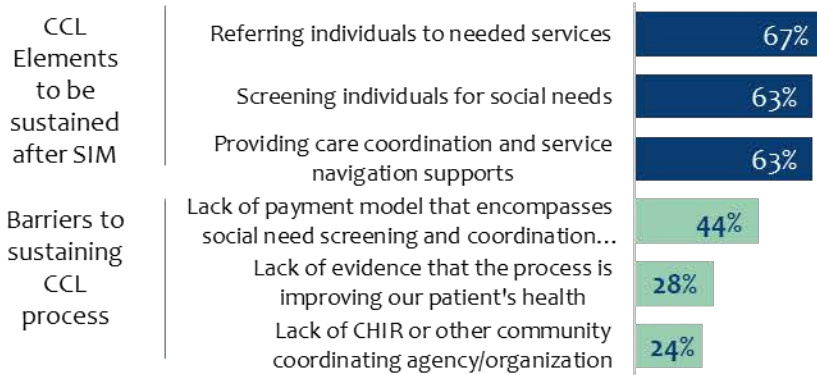 CCL
Elements
to be
sustained
after SIM
Referring individuals to needed services
67%
Screening individuals for social needs
63%
Providing care coordination and service
navigation supports
63%
Barriers to
sustaining
CCL
process
Lack of payment model that encompasses
social need screening and coordination...
44%
Lack of evidence that the process is
improving our patient's health
28%
Lack of CHIR or other community
coordinating agency/organization
24%